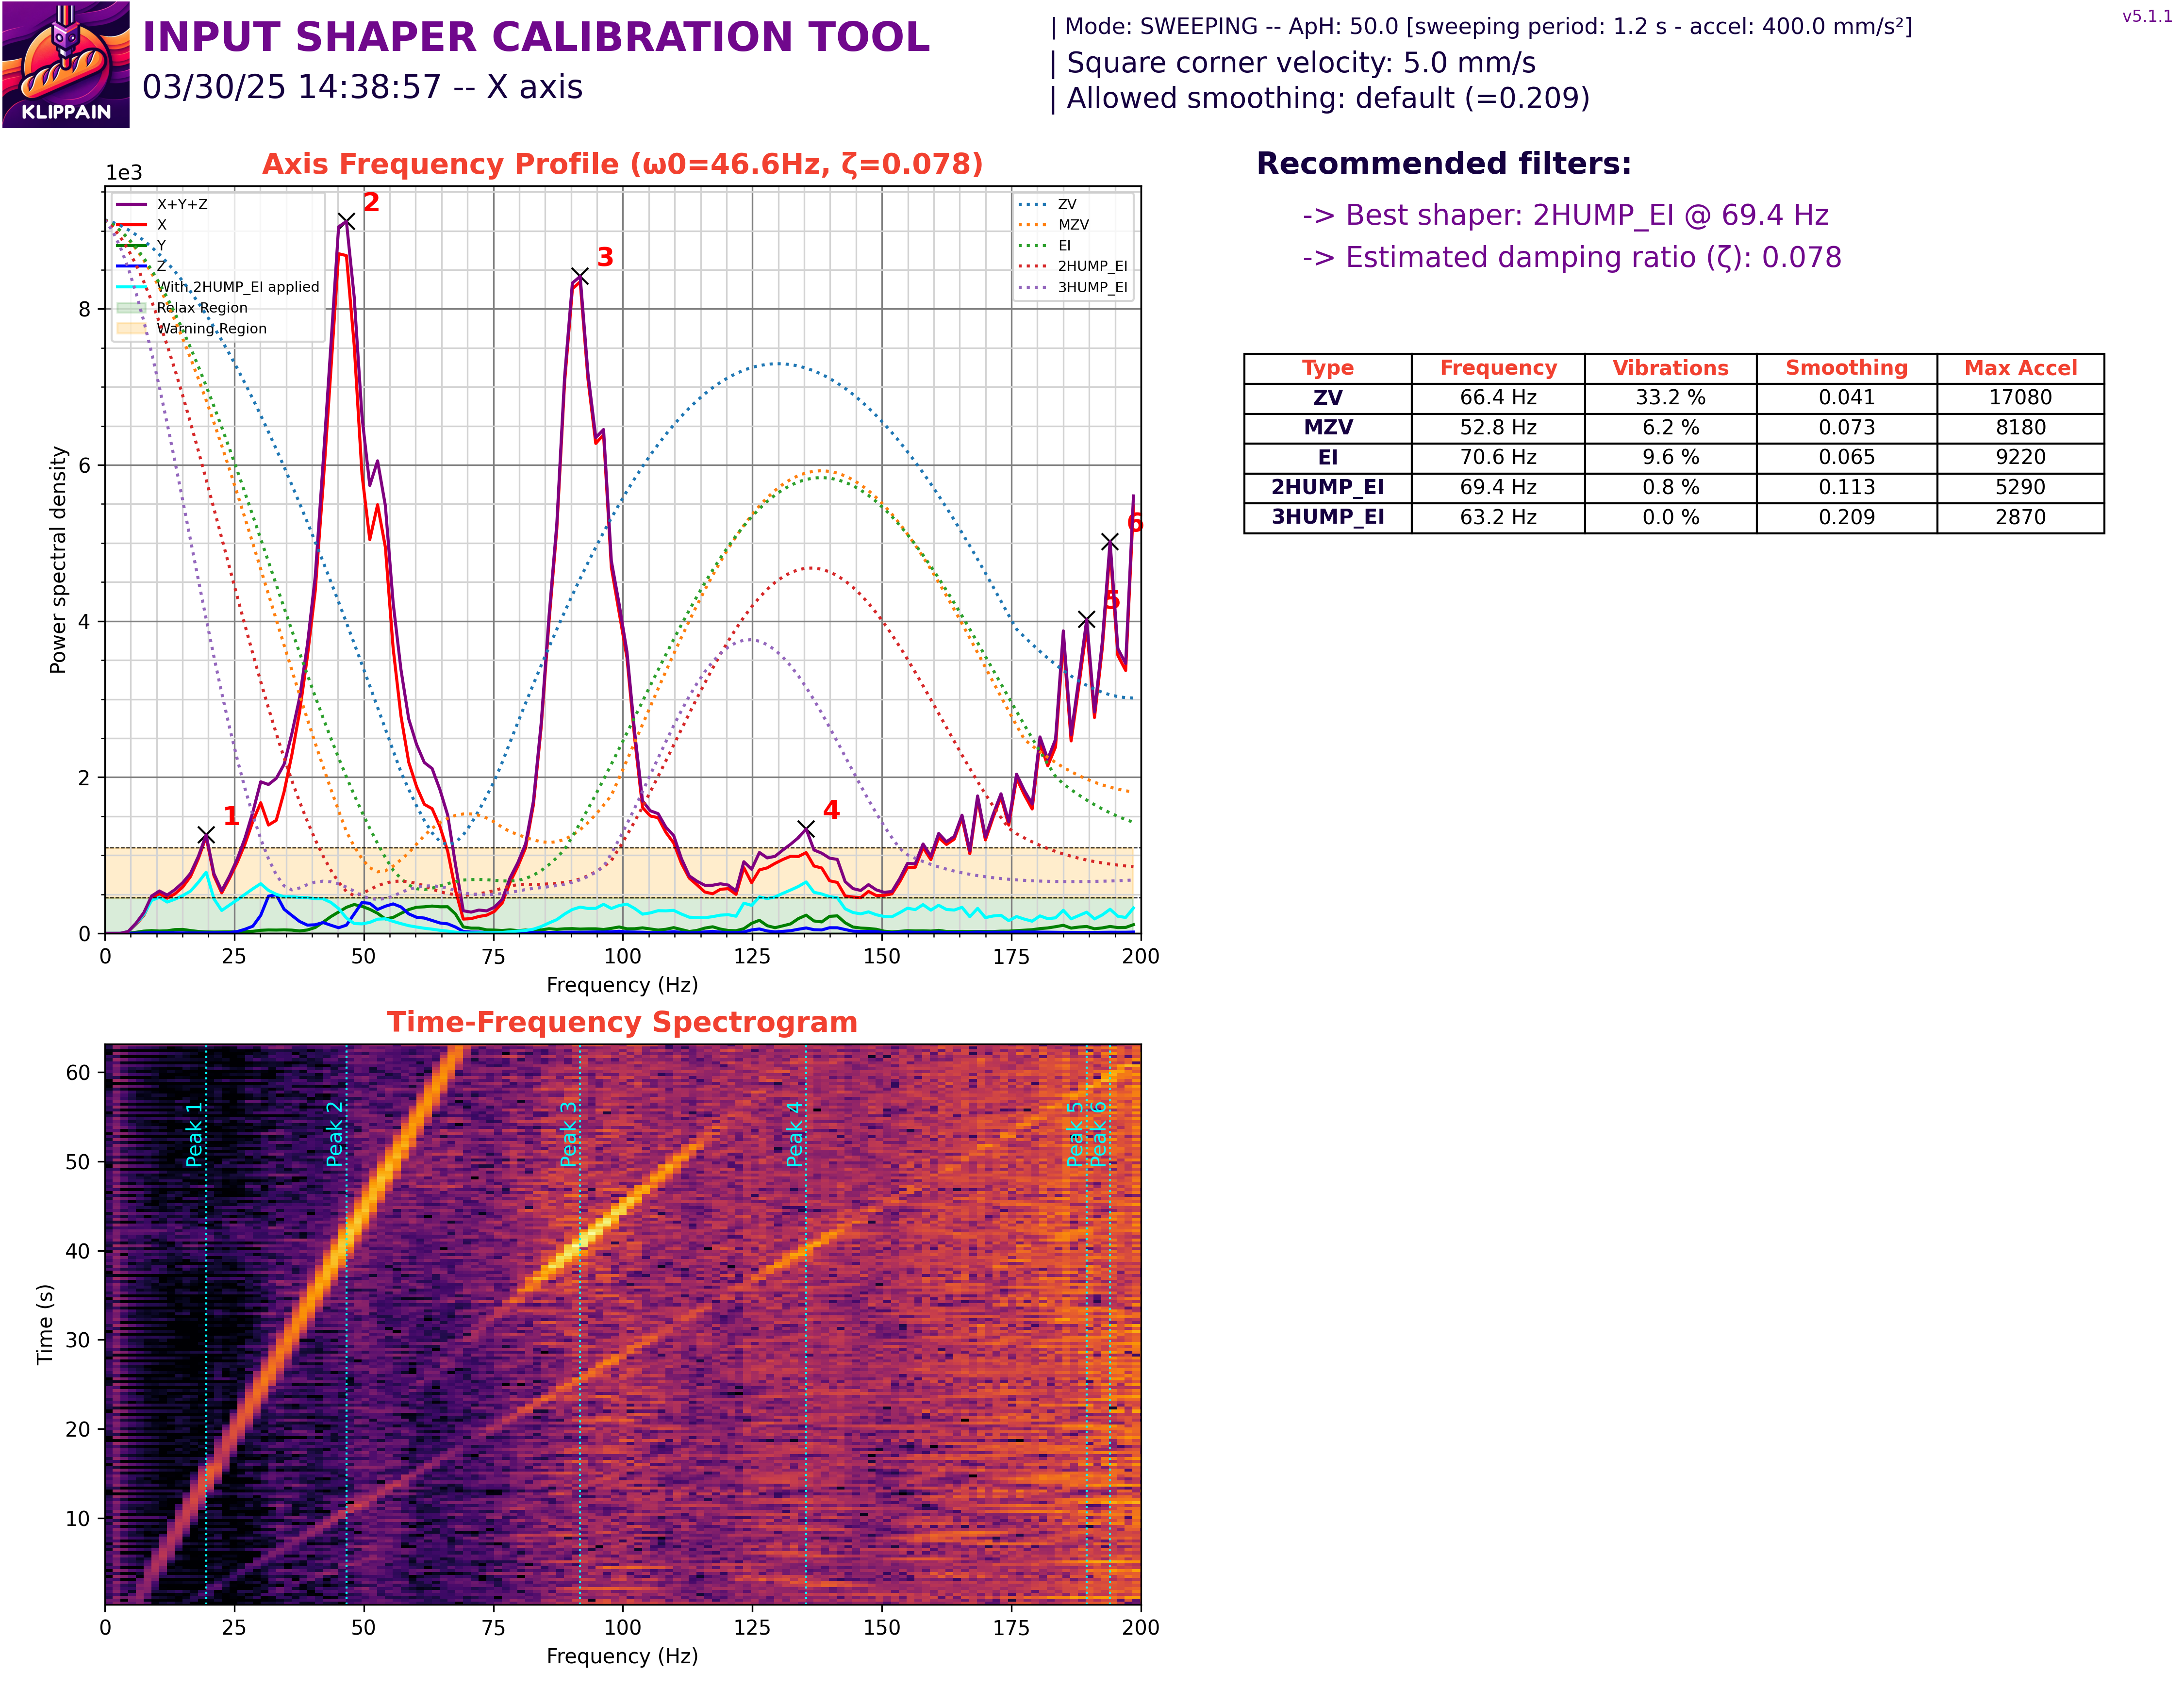 INPUT SHAPER CALIBRATION TOOL
03/30/25 14:38:57 -- X axis
KLIPPAIN
| Mode: SWEEPING -- ApH: 50.0 [sweeping period: 1.2 s - accel: 400.0 mm/s²]
| Square corner velocity: 5.0 mm/s
| Allowed smoothing: default (=0.209)
v5.1.1
Axis Frequency Profile (ω0=46.6Hz, ζ=0.078)
1e3
X+Y+Z
X
Y
Z
With 2HUMP_EI applied
Relax Region
Warning Region
ZV
MZV
EI
2HUMP_EI
3HUMP_EI
1
2
3
4
5
6
Power spectral density
8
6
4
2
0
0 25 50 75 100 125 150 175 200
Frequency (Hz)
Recommended filters:
-> Best shaper: 2HUMP_EI @ 69.4 Hz
-> Estimated damping ratio (ζ): 0.078
Type Frequency Vibrations Smoothing Max Accel
ZV 66.4 Hz 33.2 % 0.041 17080
MZV 52.8 Hz 6.2 % 0.073 8180
EI 70.6 Hz 9.6 % 0.065 9220
2HUMP_EI 69.4 Hz 0.8 % 0.113 5290
3HUMP_EI 63.2 Hz 0.0 % 0.209 2870
Time-Frequency Spectrogram
Time (s)
60
50
40
30
20
10
Peak 1
Peak 2
Peak 3
Peak 4
Peak 5
Peak 6
0 25 50 75 100 125 150 175 200
Frequency (Hz)